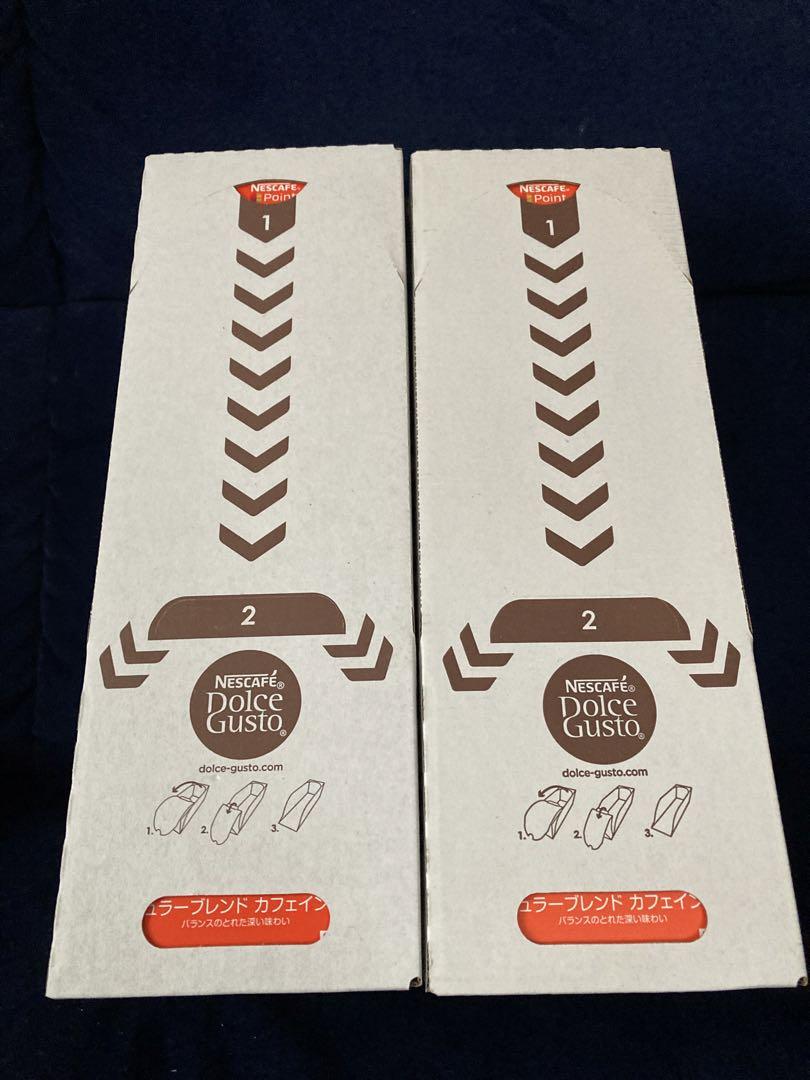 NESCAFÉ®
Point
1
2
NESCAFÉ®
Dolce
Gusto®
dolce-gusto.com
1. 2. 3.
ュラーブレンド カフェイン
バランスのとれた深い味わい
NESCAFÉ®
Point
1
2
NESCAFÉ®
Dolce
Gusto®
dolce-gusto.com
1. 2. 3.
ュラーブレンド カフェイン
バランスのとれた深い味わい